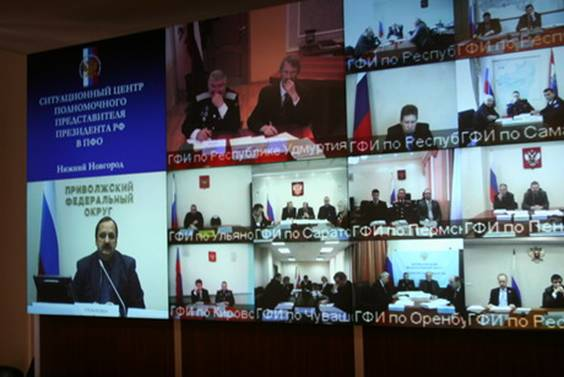 СИТУАЦИОННЫЙ ЦЕНТР
ПОЛНОМОЧНОГО
ПРЕДСТАВИТЕЛЯ
ПРЕЗИДЕНТА РФ
В ПФО
Нижний Новгород
ПРИВОЛЖСКИЙ
ФЕДЕРАЛЬНЫЙ
ОКРУГ
ГФИ по Респуб
ГФИ по Респ
ГФИ по Республике Удмуртия
ГФИ по Респуб
ГФИ по Сама
ГФИ по Ульяно
ГФИ по Сарато
ГФИ по Пермс
ГФИ по Пен
ГФИ по Кировс
ГФИ по Чуваш
ГФИ по Оренбу
ГФИ по Рес